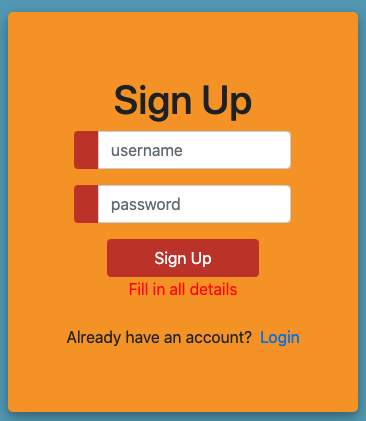 Sign Up
username
password
Sign Up
Fill in all details
Already have an account? Login